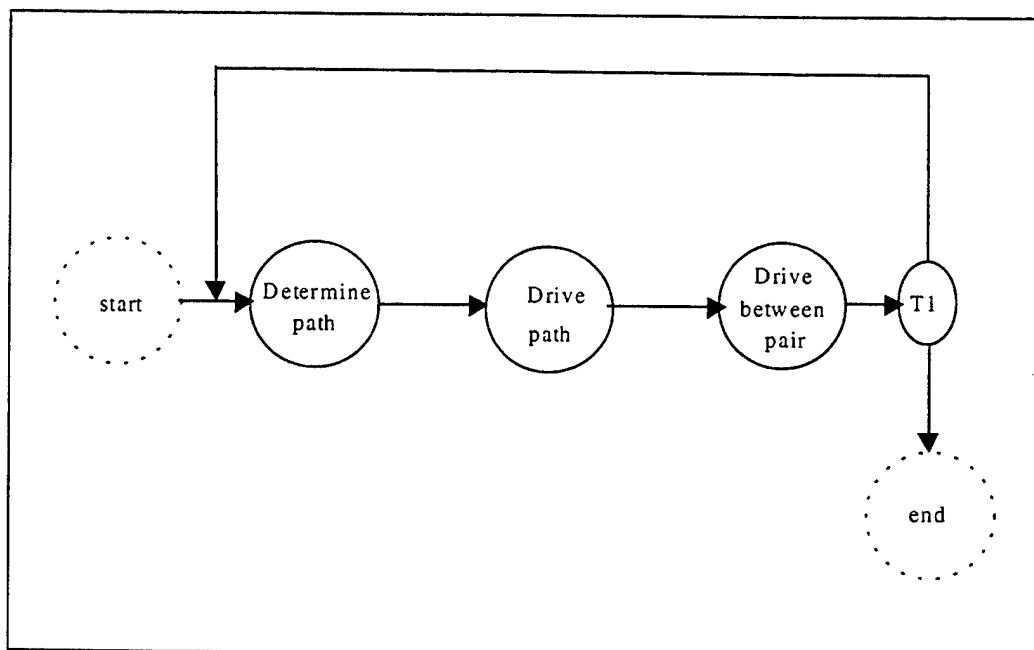 start
Determine
path
Drive
path
Drive
between
pair
T1
end